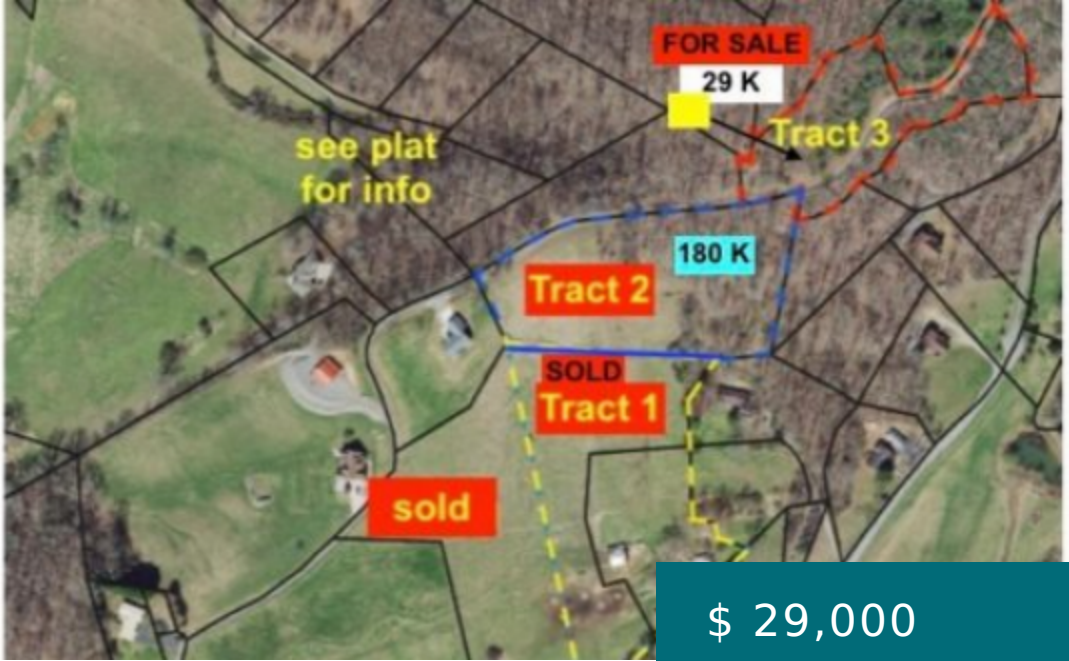 FOR SALE
29 K
Tract 3
see plat
for info
180 K
Tract 2
SOLD
Tract 1
sold
$ 29,000